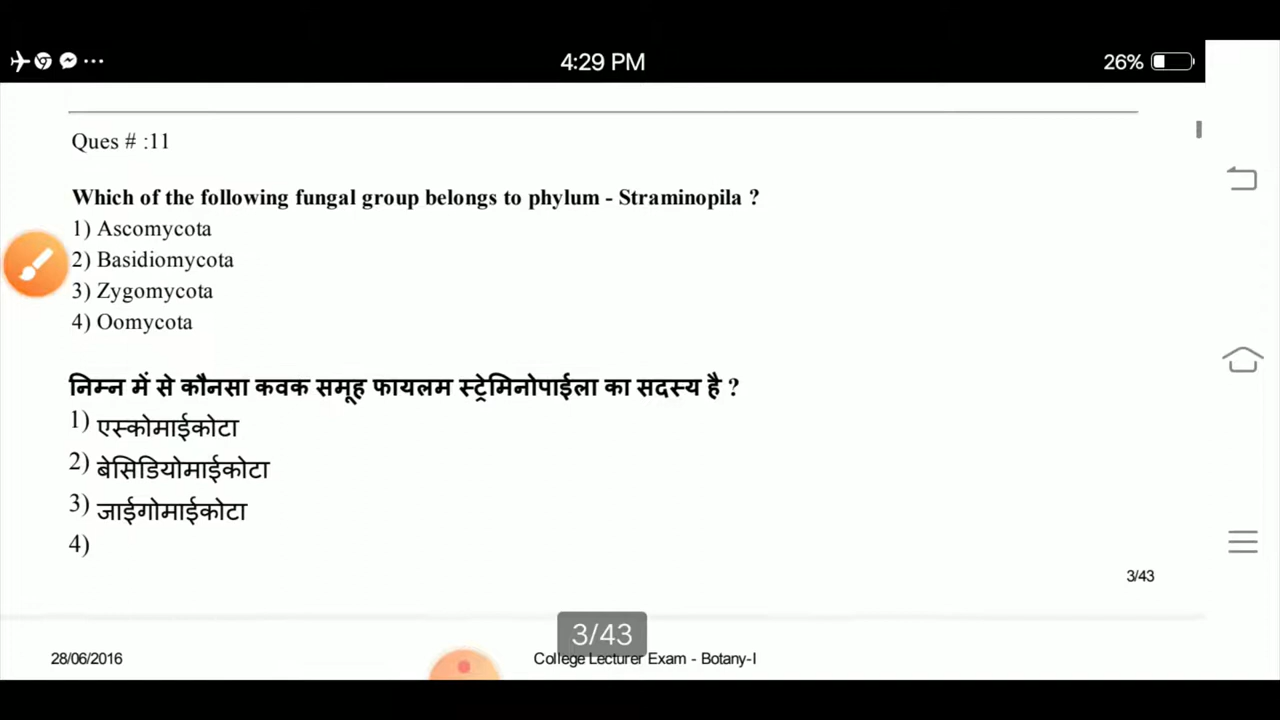 4:29 PM
26%
Ques # :11
Which of the following fungal group belongs to phylum - Straminopila ?
1) Ascomycota
2) Basidiomycota
3) Zygomycota
4) Oomycota
निम्न में से कौनसा कवक समूह फायलम स्ट्रेमिनोपाईला का सदस्य है ?
1) एस्कोमाईकोटा
2) बेसिडियोमाईकोटा
3) जाईगोमाईकोटा
4)
3/43
3/43
28/06/2016 College Lecturer Exam - Botany-I